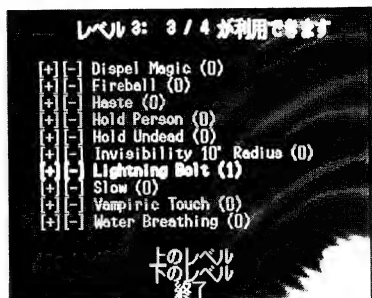 レベル 3: 3 / 4 が利用できます
[+][-] Dispel Magic (0)
[+][-] Fireball (0)
[+][-] Haste (0)
[+][-] Hold Person (0)
[+][-] Hold Undead (0)
[+][-] Invisibility 10' Radius (0)
[+][-] Lightning Bolt (1)
[+][-] Slow (0)
[+][-] Vampiric Touch (0)
[+][-] Water Breathing (0)
上のレベル
下のレベル
終了